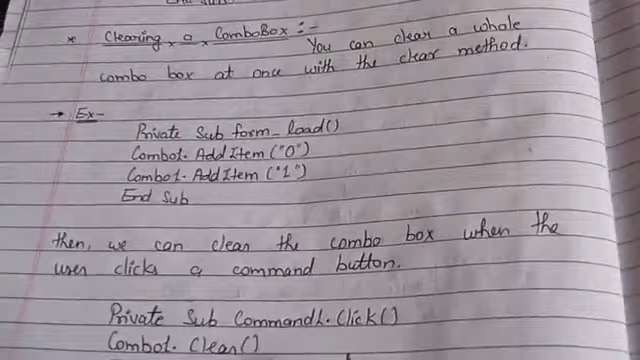 End Sub
* Clearing a ComboBox :-
You can clear a whole
combo box at once with the clear method.
→ Ex-
Private Sub form_load()
Combo1. AddItem ("0")
Combo1. AddItem ("1")
End Sub
then, we can clear the combo box when the
user clicks a command button.
Private Sub Command1. Click()
Combo1. Clear()